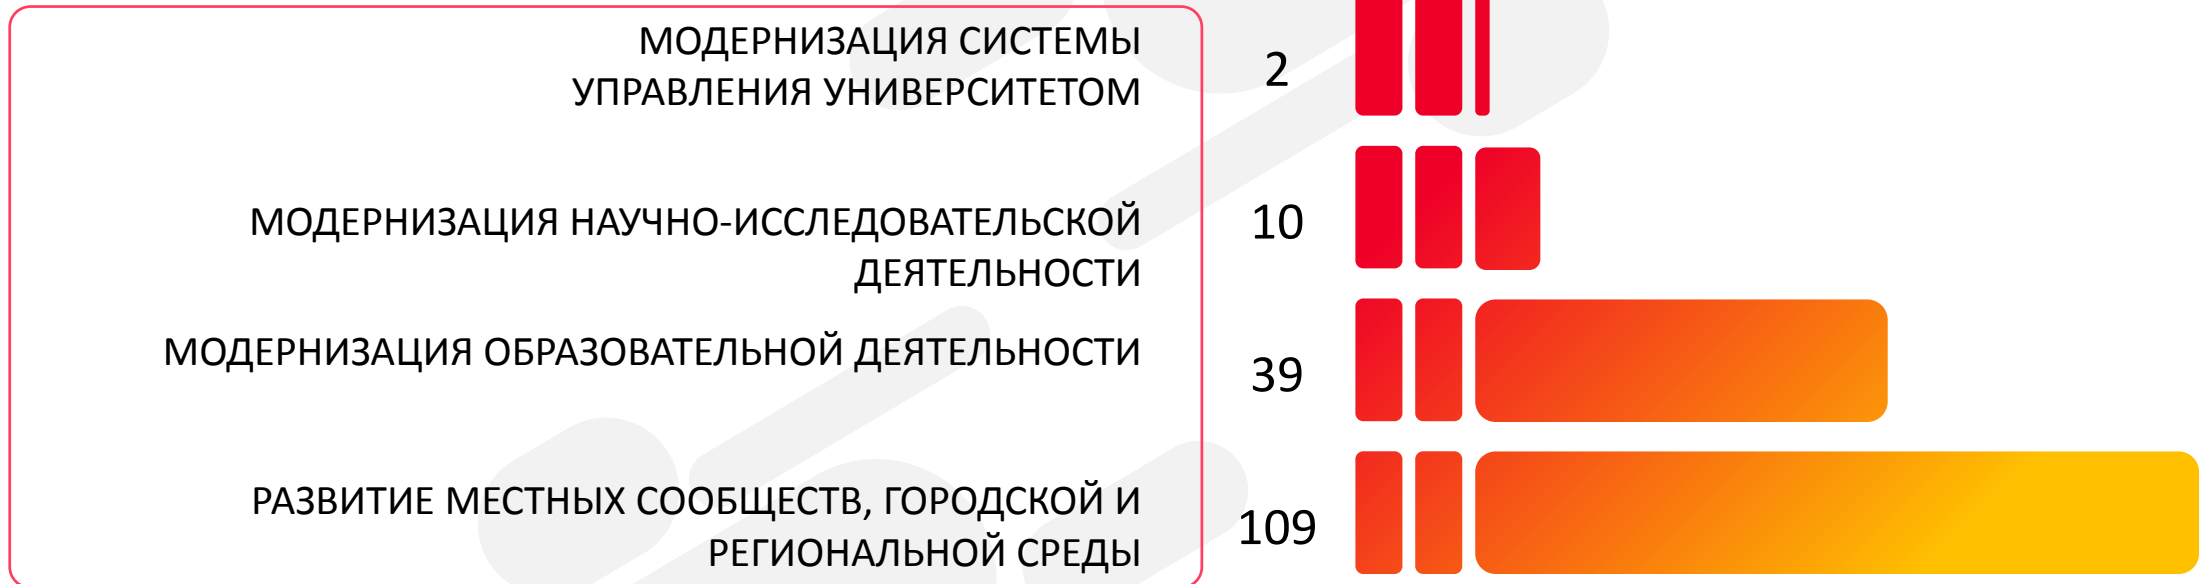 МОДЕРНИЗАЦИЯ СИСТЕМЫ
УПРАВЛЕНИЯ УНИВЕРСИТЕТОМ
2
МОДЕРНИЗАЦИЯ НАУЧНО-ИССЛЕДОВАТЕЛЬСКОЙ
ДЕЯТЕЛЬНОСТИ
10
МОДЕРНИЗАЦИЯ ОБРАЗОВАТЕЛЬНОЙ ДЕЯТЕЛЬНОСТИ
39
РАЗВИТИЕ МЕСТНЫХ СООБЩЕСТВ, ГОРОДСКОЙ И
РЕГИОНАЛЬНОЙ СРЕДЫ
109